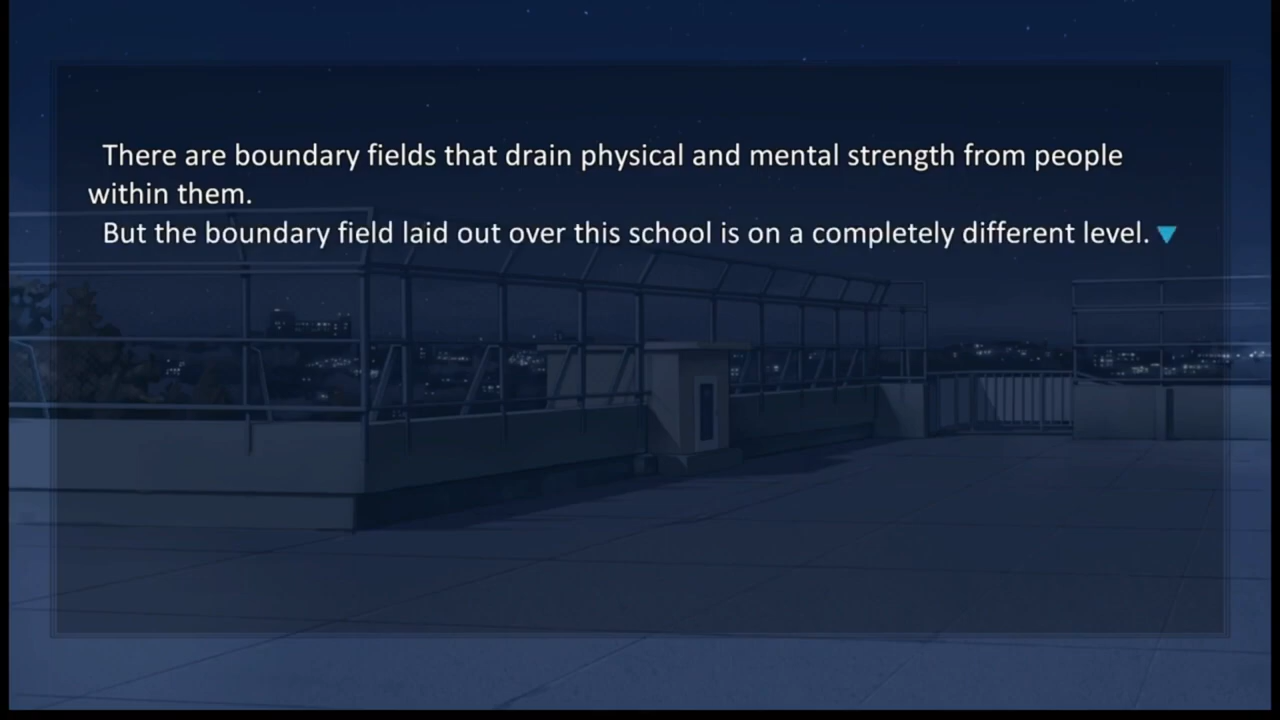 There are boundary fields that drain physical and mental strength from people
within them.
But the boundary field laid out over this school is on a completely different level.